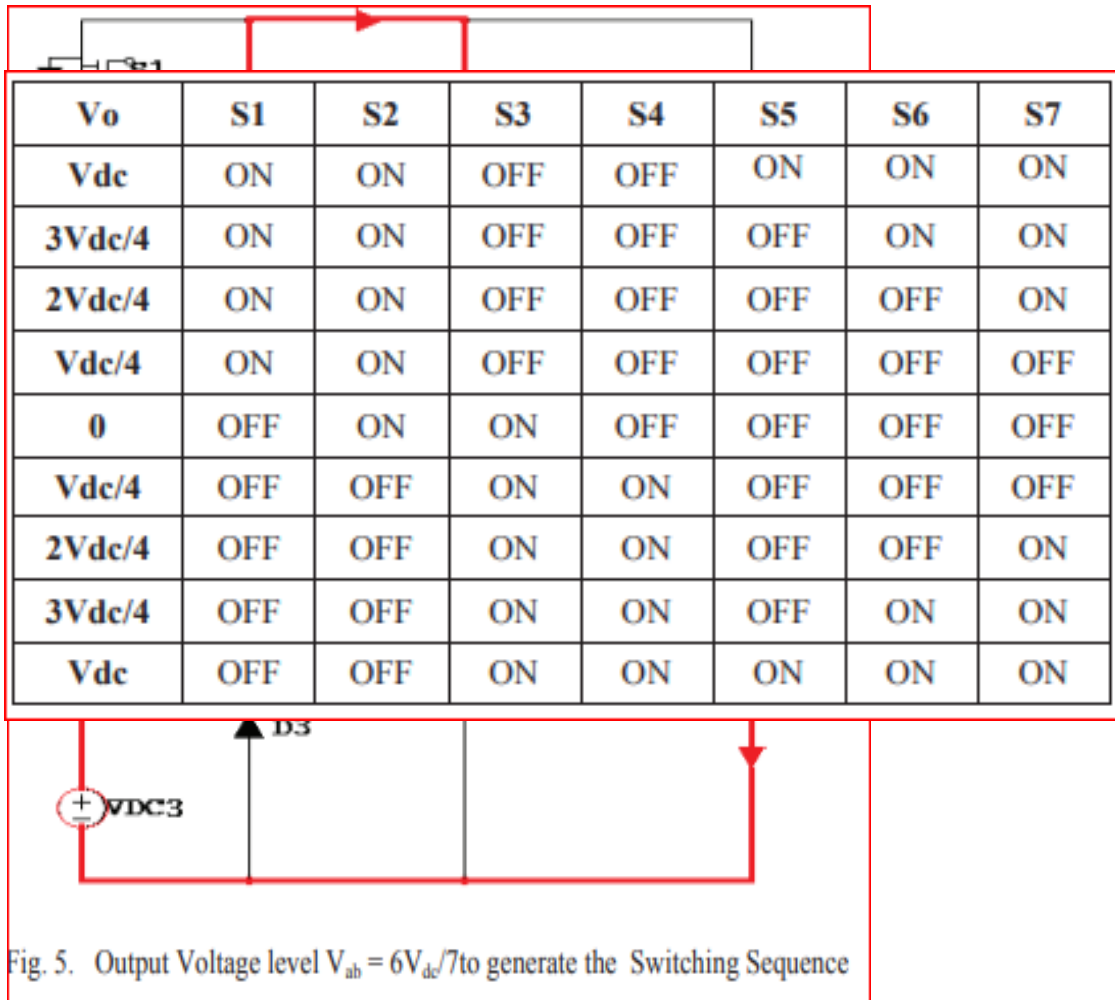 S1
Vo S1 S2 S3 S4 S5 S6 S7
Vdc ON ON OFF OFF ON ON ON
3Vdc/4 ON ON OFF OFF OFF ON ON
2Vdc/4 ON ON OFF OFF OFF OFF ON
Vdc/4 ON ON OFF OFF OFF OFF OFF
0 OFF ON ON OFF OFF OFF OFF
Vdc/4 OFF OFF ON ON OFF OFF OFF
2Vdc/4 OFF OFF ON ON OFF OFF ON
3Vdc/4 OFF OFF ON ON OFF ON ON
Vdc OFF OFF ON ON ON ON ON
D3
VDC3
Fig. 5. Output Voltage level Vab = 6Vdc/7to generate the Switching Sequence